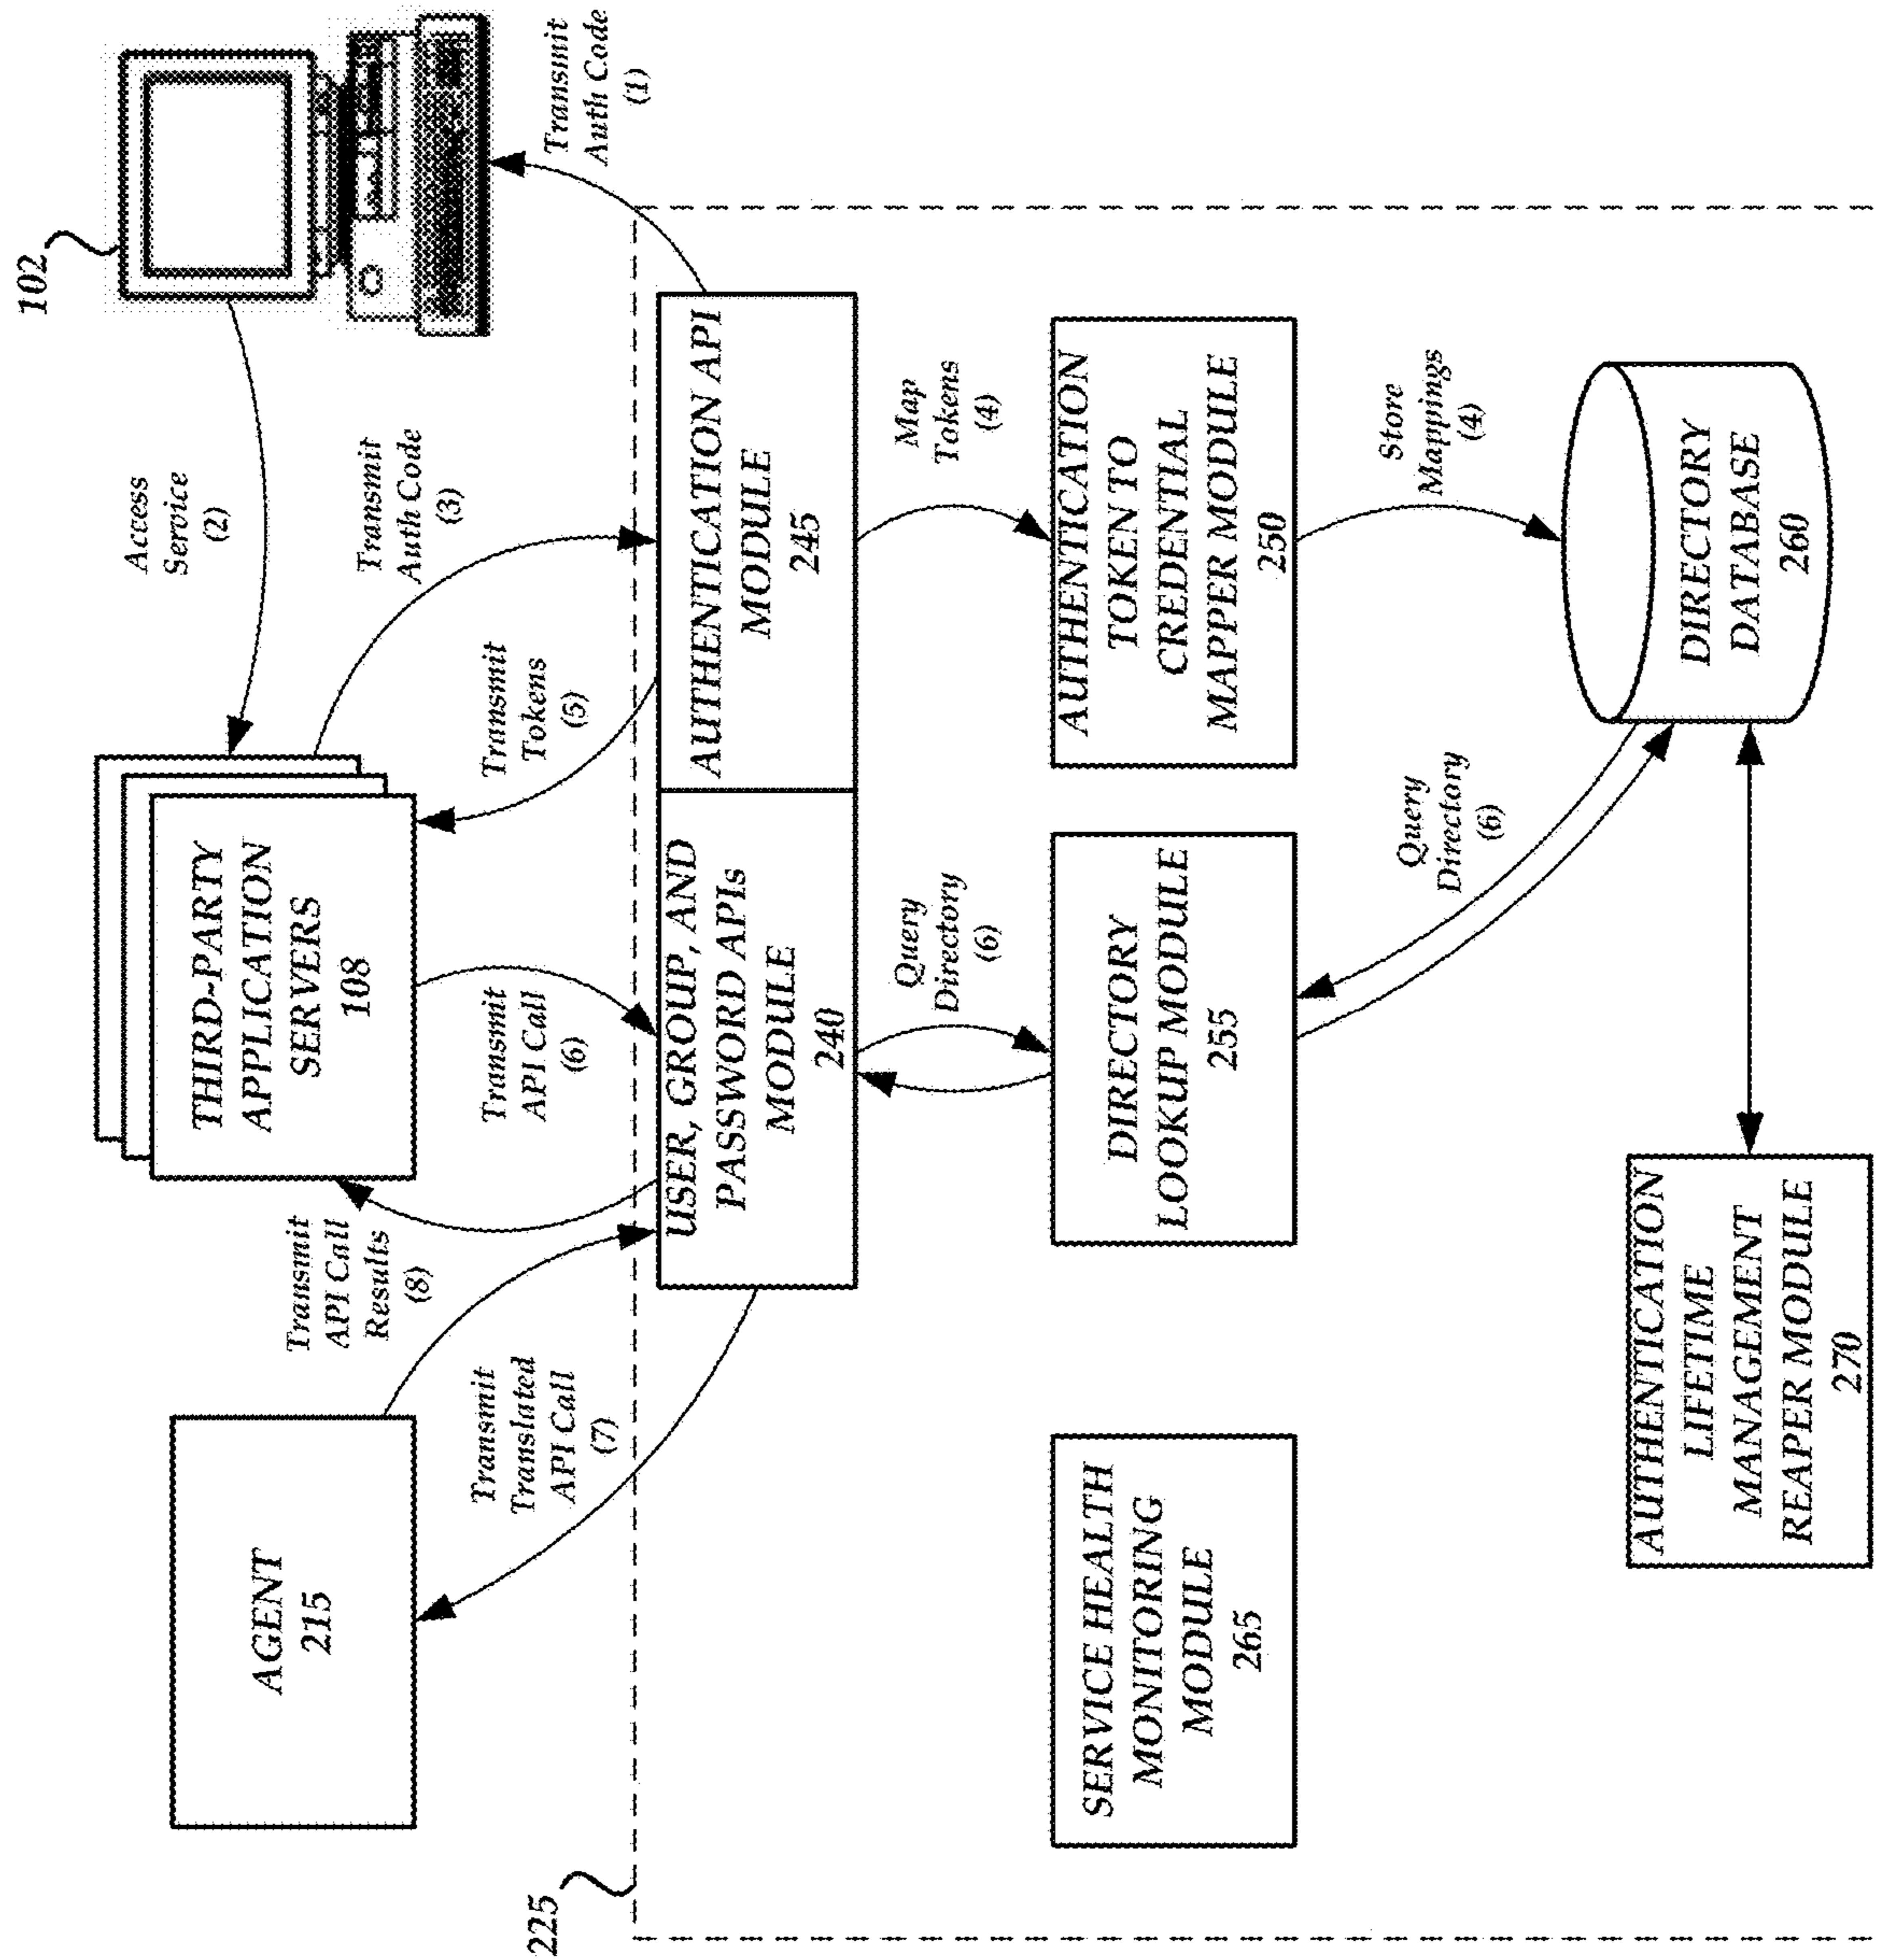 AGENT
215
THIRD-PARTY
APPLICATION
SERVERS
108
102
Access
Service
(2)
Transmit
API Call
Results
(8)
Transmit
Auth Code
(3)
Transmit
Translated
API Call
(7)
Transmit
API Call
(6)
Transmit
Tokens
(5)
Transmit
Auth Code
(1)
225
USER, GROUP, AND
PASSWORD APIs
MODULE
240
AUTHENTICATION API
MODULE
245
Query
Directory
(6)
Map
Tokens
(4)
SERVICE HEALTH
MONITORING
MODULE
265
DIRECTORY
LOOKUP MODULE
255
AUTHENTICATION
TOKEN TO
CREDENTIAL
MAPPER MODULE
250
Query
Directory
(6)
Store
Mappings
(4)
AUTHENTICATION
LIFETIME
MANAGEMENT
REAPER MODULE
270
DIRECTORY
DATABASE
260